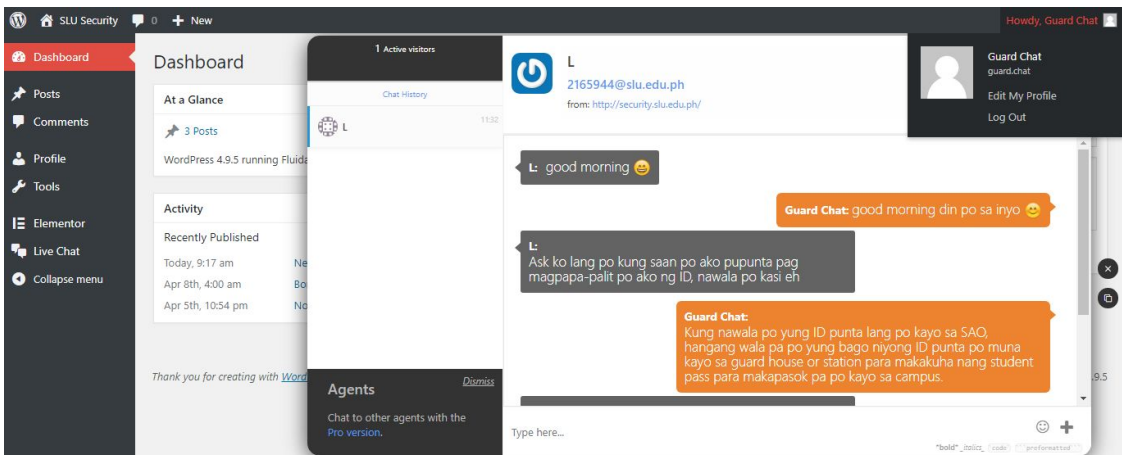 SLU Security 0 New
Howdy, Guard Chat
Dashboard
Posts
Comments
Profile
Tools
Elementor
Live Chat
Collapse menu
Dashboard
At a Glance
3 Posts
WordPress 4.9.5 running
Activity
Recently Published
Today, 9:17 am
Apr 8th, 4:00 am
Apr 5th, 10:54 pm
Thank you for creating with
1 Active visitors
Chat History
L 11:32
Agents Dismiss
Chat to other agents with the
Pro version.
L
2165944@slu.edu.ph
from: http://security.slu.edu.ph/
Guard Chat
guard.chat
Edit My Profile
Log Out
L: good morning 😄
Guard Chat: good morning din po sa inyo 😊
L:
Ask ko lang po kung saan po ako pupunta pag
magpapa-palit po ako ng ID, nawala po kasi eh
Guard Chat:
Kung nawala po yung ID punta lang po kayo sa SAO,
hangang wala pa po yung bago niyong ID punta po muna
kayo sa guard house or station para makakuha nang student
pass para makapasok pa po kayo sa campus.
Type here...
*bold* _italics_ code preformatted